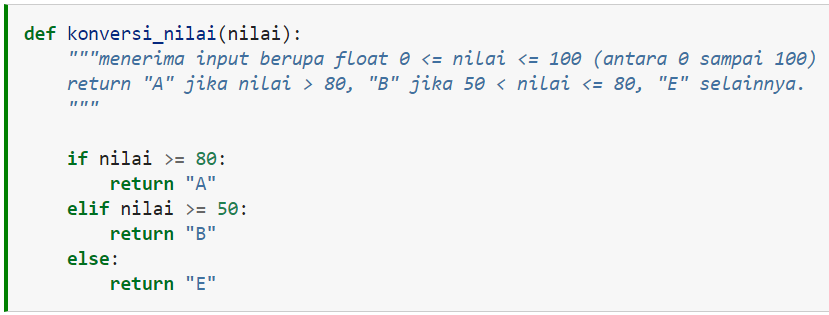 def konversi_nilai(nilai):
    """menerima input berupa float 0 <= nilai <= 100 (antara 0 sampai 100)
    return "A" jika nilai > 80, "B" jika 50 < nilai <= 80, "E" selainnya.
    """

    if nilai >= 80:
        return "A"
    elif nilai >= 50:
        return "B"
    else:
        return "E"